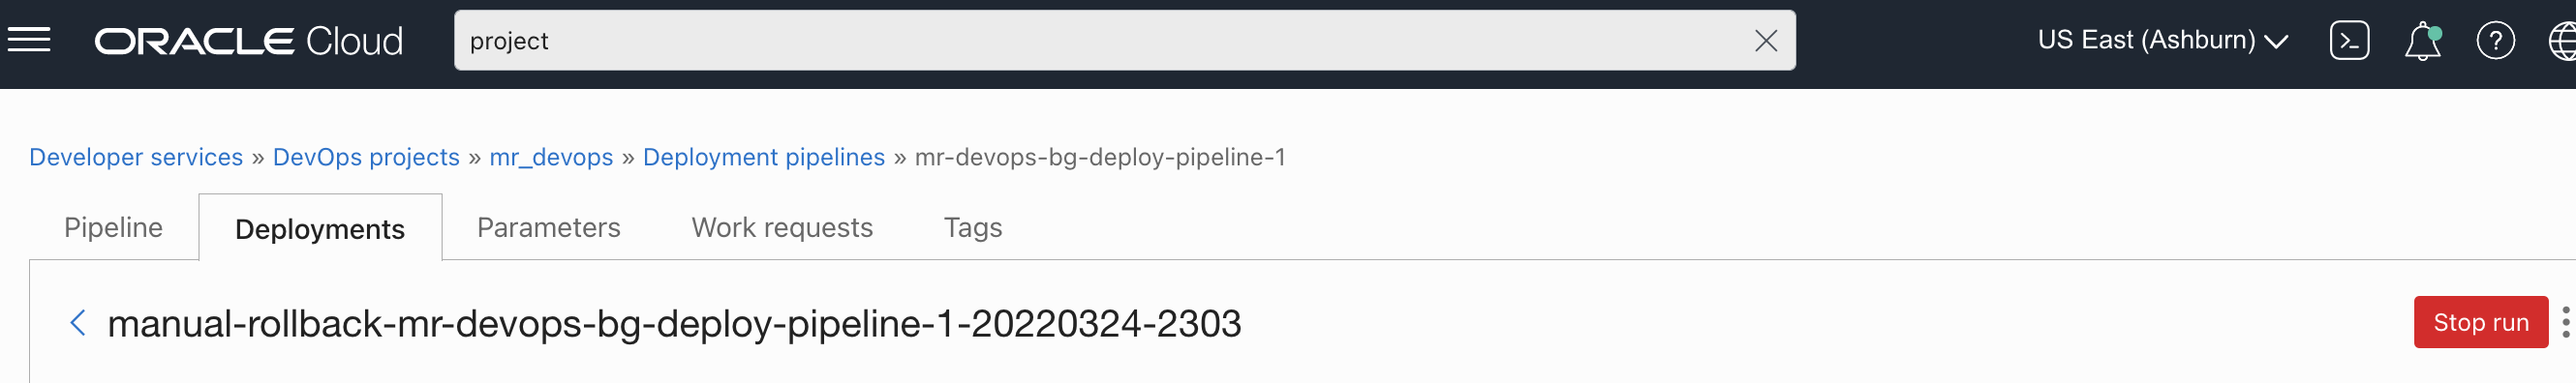 ORACLE Cloud project US East (Ashburn) >_ ?
Developer services » DevOps projects » mr_devops » Deployment pipelines » mr-devops-bg-deploy-pipeline-1
Pipeline Deployments Parameters Work requests Tags
manual-rollback-mr-devops-bg-deploy-pipeline-1-20220324-2303 Stop run